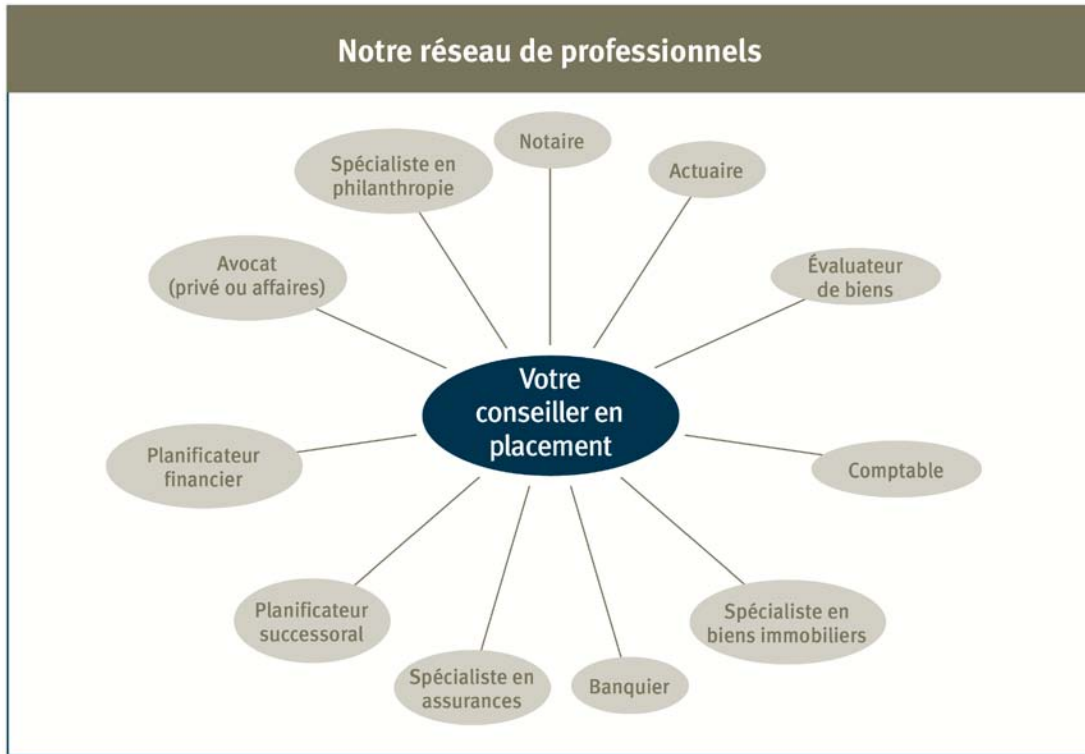 Notre réseau de professionnels
Notaire
Spécialiste en
philanthropie
Actuaire
Avocat
(privé ou affaires)
Évaluateur
de biens
Votre
conseiller en
placement
Planificateur
financier
Comptable
Planificateur
successoral
Spécialiste en
biens immobiliers
Spécialiste en
assurances
Banquier